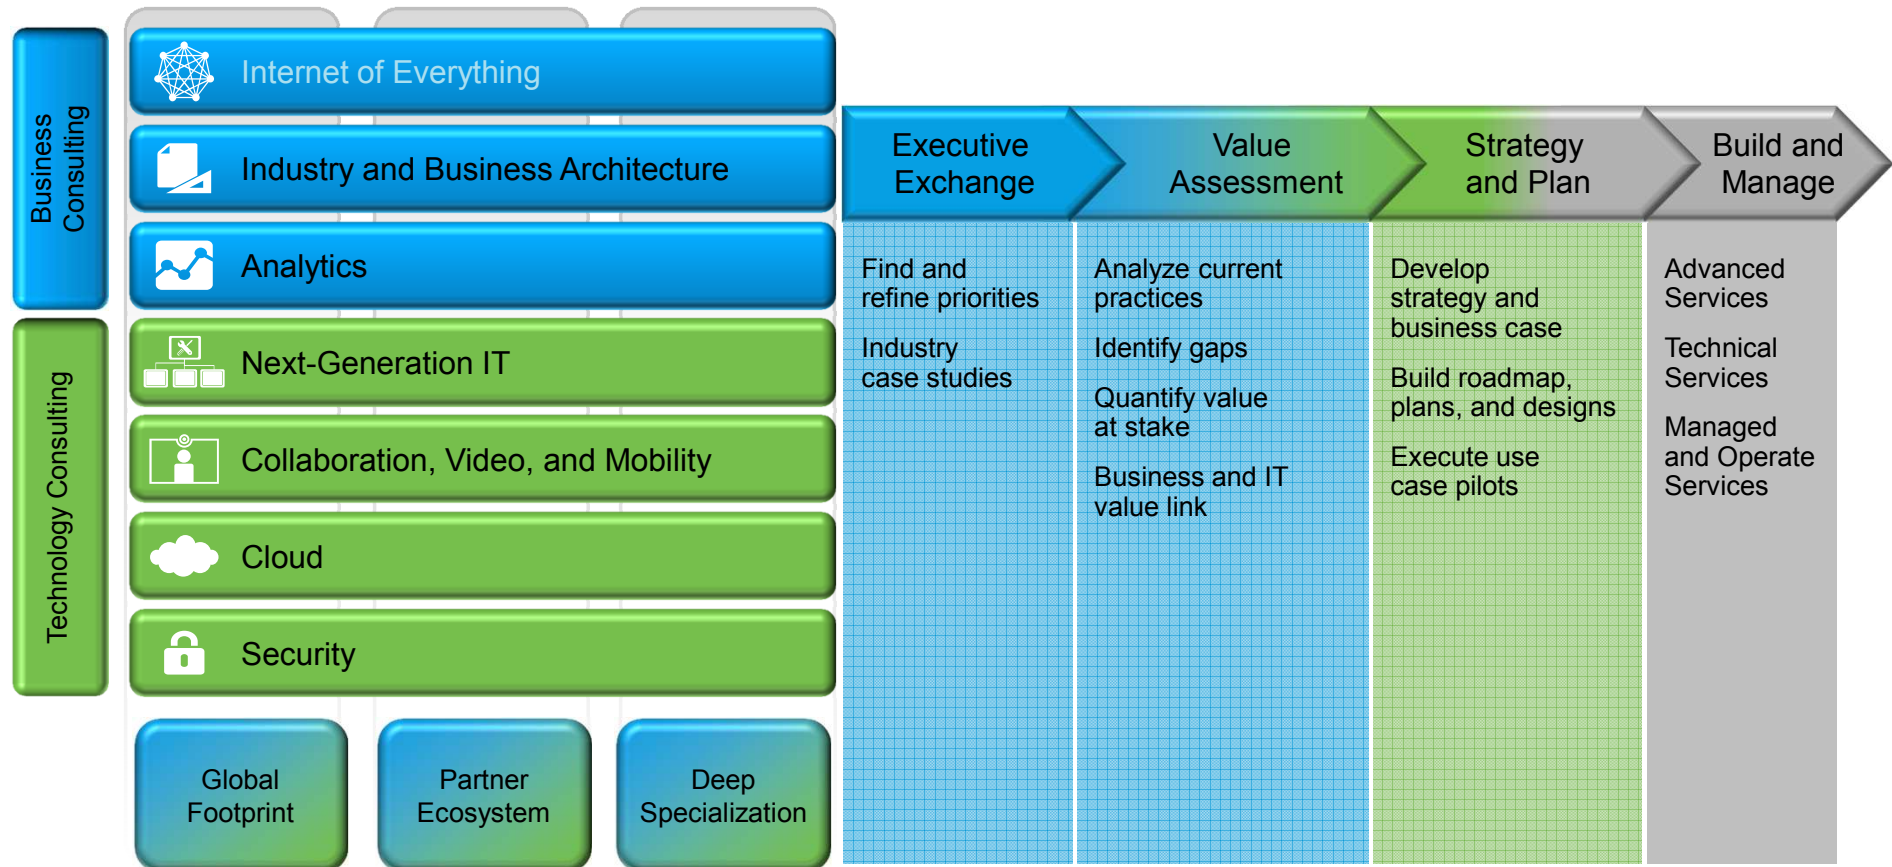 Business
Consulting
Internet of Everything
Industry and Business Architecture
Analytics
Technology Consulting
Next-Generation IT
Collaboration, Video, and Mobility
Cloud
Security
Global
Footprint
Partner
Ecosystem
Deep
Specialization
Executive
Exchange
Find and
refine priorities
Industry
case studies
Value
Assessment
Analyze current
practices
Identify gaps
Quantify value
at stake
Business and IT
value link
Strategy
and Plan
Develop
strategy and
business case
Build roadmap,
plans, and designs
Execute use
case pilots
Build and
Manage
Advanced
Services
Technical
Services
Managed
and Operate
Services